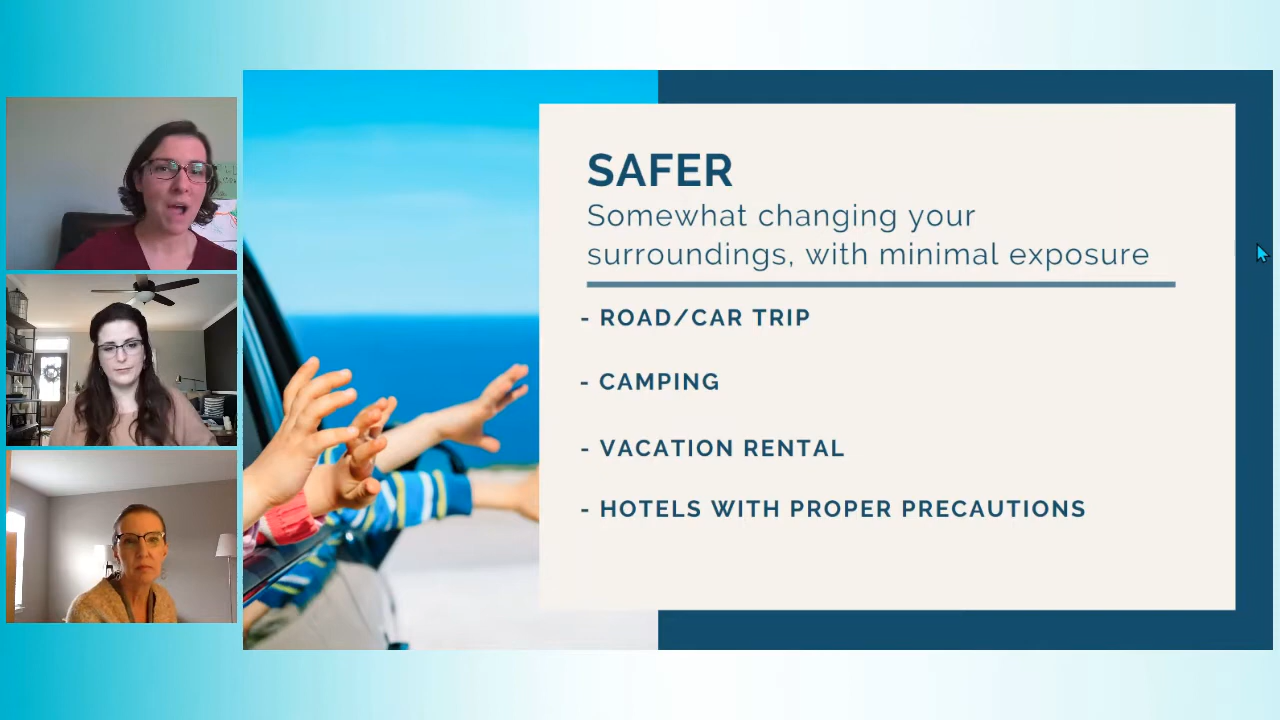 SAFER
Somewhat changing your
surroundings, with minimal exposure
- ROAD/CAR TRIP
- CAMPING
- VACATION RENTAL
- HOTELS WITH PROPER PRECAUTIONS